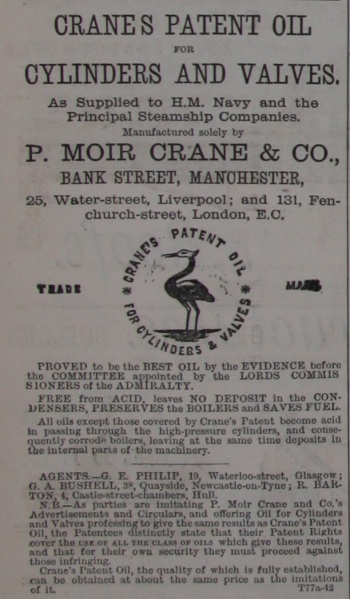 CRANE'S PATENT OIL
FOR
CYLINDERS AND VALVES.
As Supplied to H.M. Navy and the
Principal Steamship Companies.
Manufactured solely by
P. MOIR CRANE & CO.,
BANK STREET, MANCHESTER,
25, Water-street, Liverpool; and 131, Fen-
church-street, London, E.C.
CRANE'S PATENT OIL
TRADE MARK
FOR CYLINDERS & VALVES
PROVED to be the BEST OIL by the EVIDENCE before
the COMMITTEE appointed by the LORDS COMMIS
SIONERS of the ADMIRALTY.
FREE from ACID, leaves NO DEPOSIT in the CON-
DENSERS, PRESERVES the BOILERS and SAVES FUEL.
All oils except those covered by Crane's Patent become acid
in passing through the high-pressure cylinders, and conse-
quently corrode boilers, leaving at the same time deposits in
the internal parts of the machinery.
AGENTS.—G. E. PHILIP, 19, Waterloo-street, Glasgow;
G. A. BUSHELL, Quayside, Newcastle-on-Tyne; R. BAR-
TON, 4, Castle-street-chambers, Hull.
N.B.—As parties are imitating P. Moir Crane and Co.'s
Advertisements and Circulars, and offering Oil for Cylinders
and Valves professing to give the same results as Crane's Patent
Oil, the Patentees distinctly state that their Patent Rights
cover the USE OF ALL THE CLASS OF OILS which give these results,
and that for their own security they must proceed against
those infringing.
Crane's Patent Oil, the quality of which is fully established,
can be obtained at about the same price as the imitations
of it. T77a-42